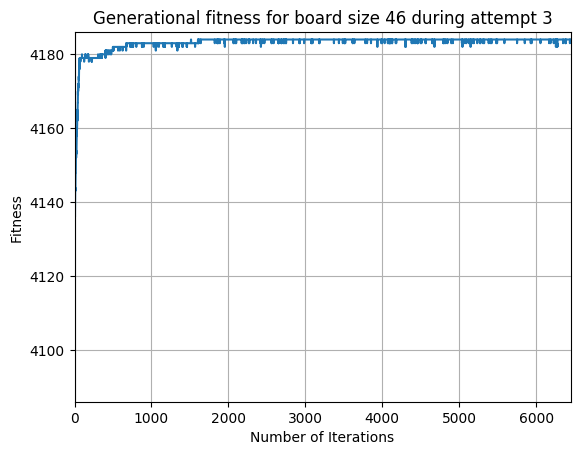 Generational fitness for board size 46 during attempt 3
4180
4160
4140
4120
4100
Fitness
0 1000 2000 3000 4000 5000 6000
Number of Iterations